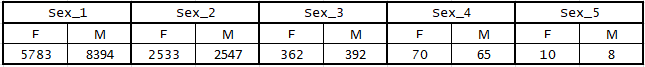 Sex_1 Sex_2 Sex_3 Sex_4 Sex_5
F M F M F M F M F M
5783 8394 2533 2547 362 392 70 65 10 8